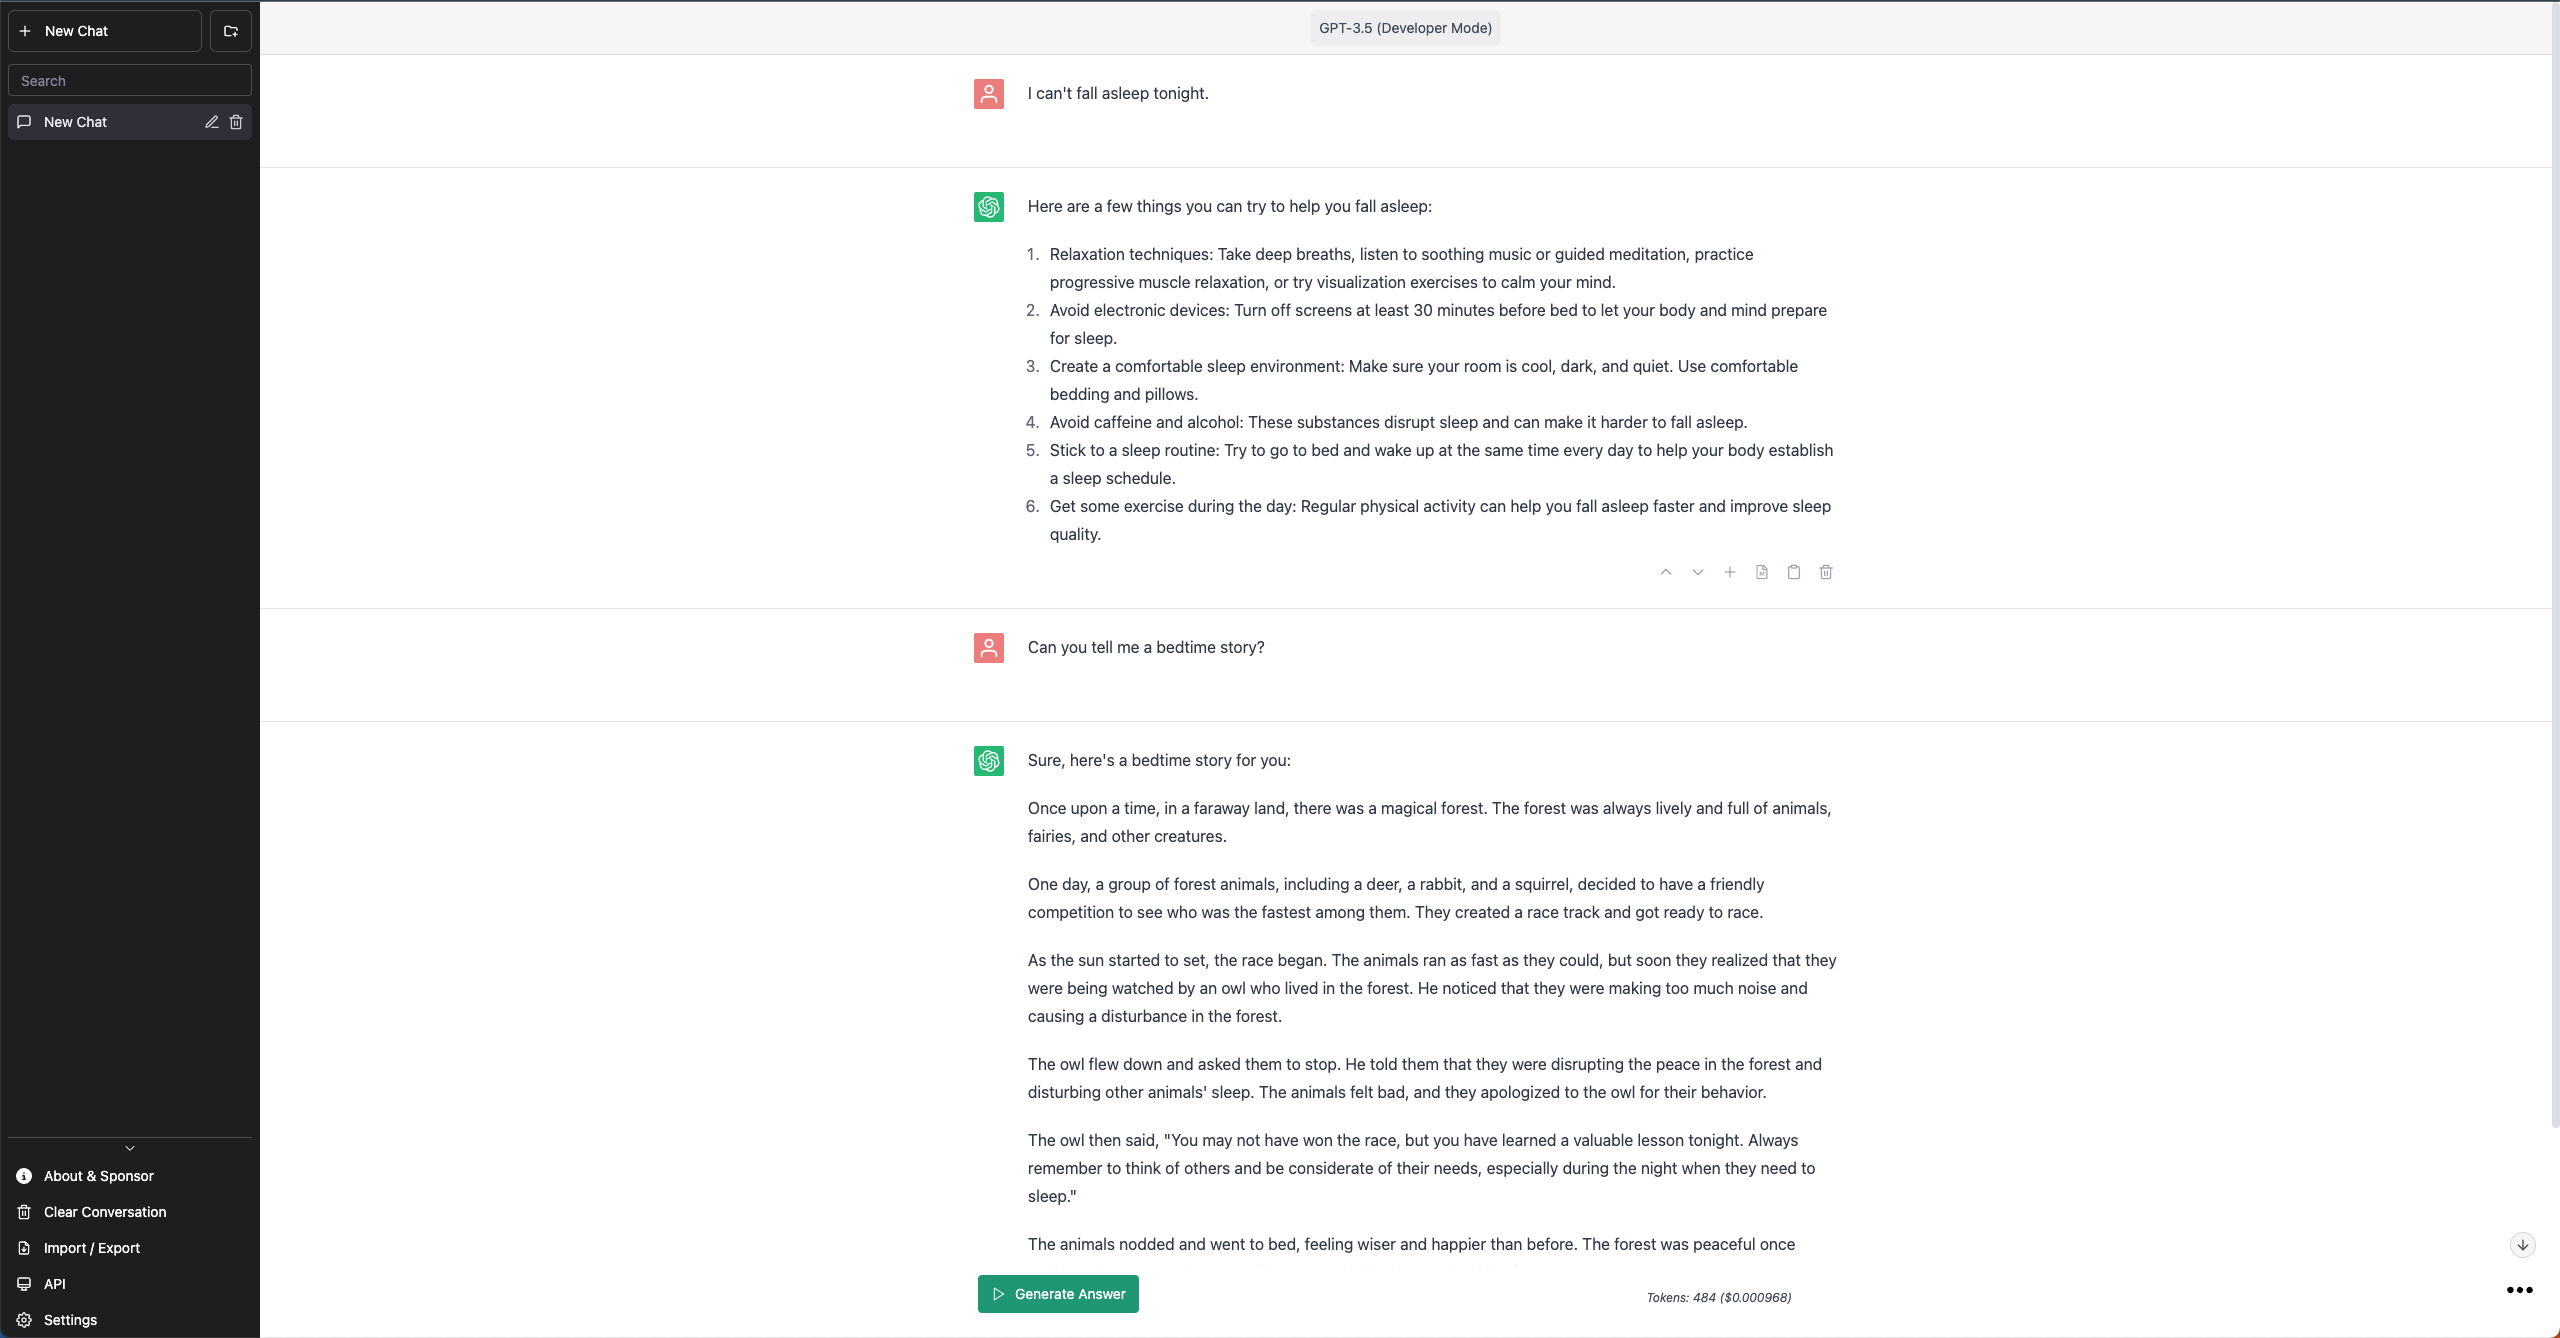 New Chat
Search
New Chat
About & Sponsor
Clear Conversation
Import / Export
API
Settings
GPT-3.5 (Developer Mode)
I can't fall asleep tonight.
Here are a few things you can try to help you fall asleep:
1. Relaxation techniques: Take deep breaths, listen to soothing music or guided meditation, practice
progressive muscle relaxation, or try visualization exercises to calm your mind.
2. Avoid electronic devices: Turn off screens at least 30 minutes before bed to let your body and mind prepare
for sleep.
3. Create a comfortable sleep environment: Make sure your room is cool, dark, and quiet. Use comfortable
bedding and pillows.
4. Avoid caffeine and alcohol: These substances disrupt sleep and can make it harder to fall asleep.
5. Stick to a sleep routine: Try to go to bed and wake up at the same time every day to help your body establish
a sleep schedule.
6. Get some exercise during the day: Regular physical activity can help you fall asleep faster and improve sleep
quality.
Can you tell me a bedtime story?
Sure, here's a bedtime story for you:
Once upon a time, in a faraway land, there was a magical forest. The forest was always lively and full of animals,
fairies, and other creatures.
One day, a group of forest animals, including a deer, a rabbit, and a squirrel, decided to have a friendly
competition to see who was the fastest among them. They created a race track and got ready to race.
As the sun started to set, the race began. The animals ran as fast as they could, but soon they realized that they
were being watched by an owl who lived in the forest. He noticed that they were making too much noise and
causing a disturbance in the forest.
The owl flew down and asked them to stop. He told them that they were disrupting the peace in the forest and
disturbing other animals' sleep. The animals felt bad, and they apologized to the owl for their behavior.
The owl then said, "You may not have won the race, but you have learned a valuable lesson tonight. Always
remember to think of others and be considerate of their needs, especially during the night when they need to
sleep."
The animals nodded and went to bed, feeling wiser and happier than before. The forest was peaceful once
Generate Answer
Tokens: 484 ($0.000968)